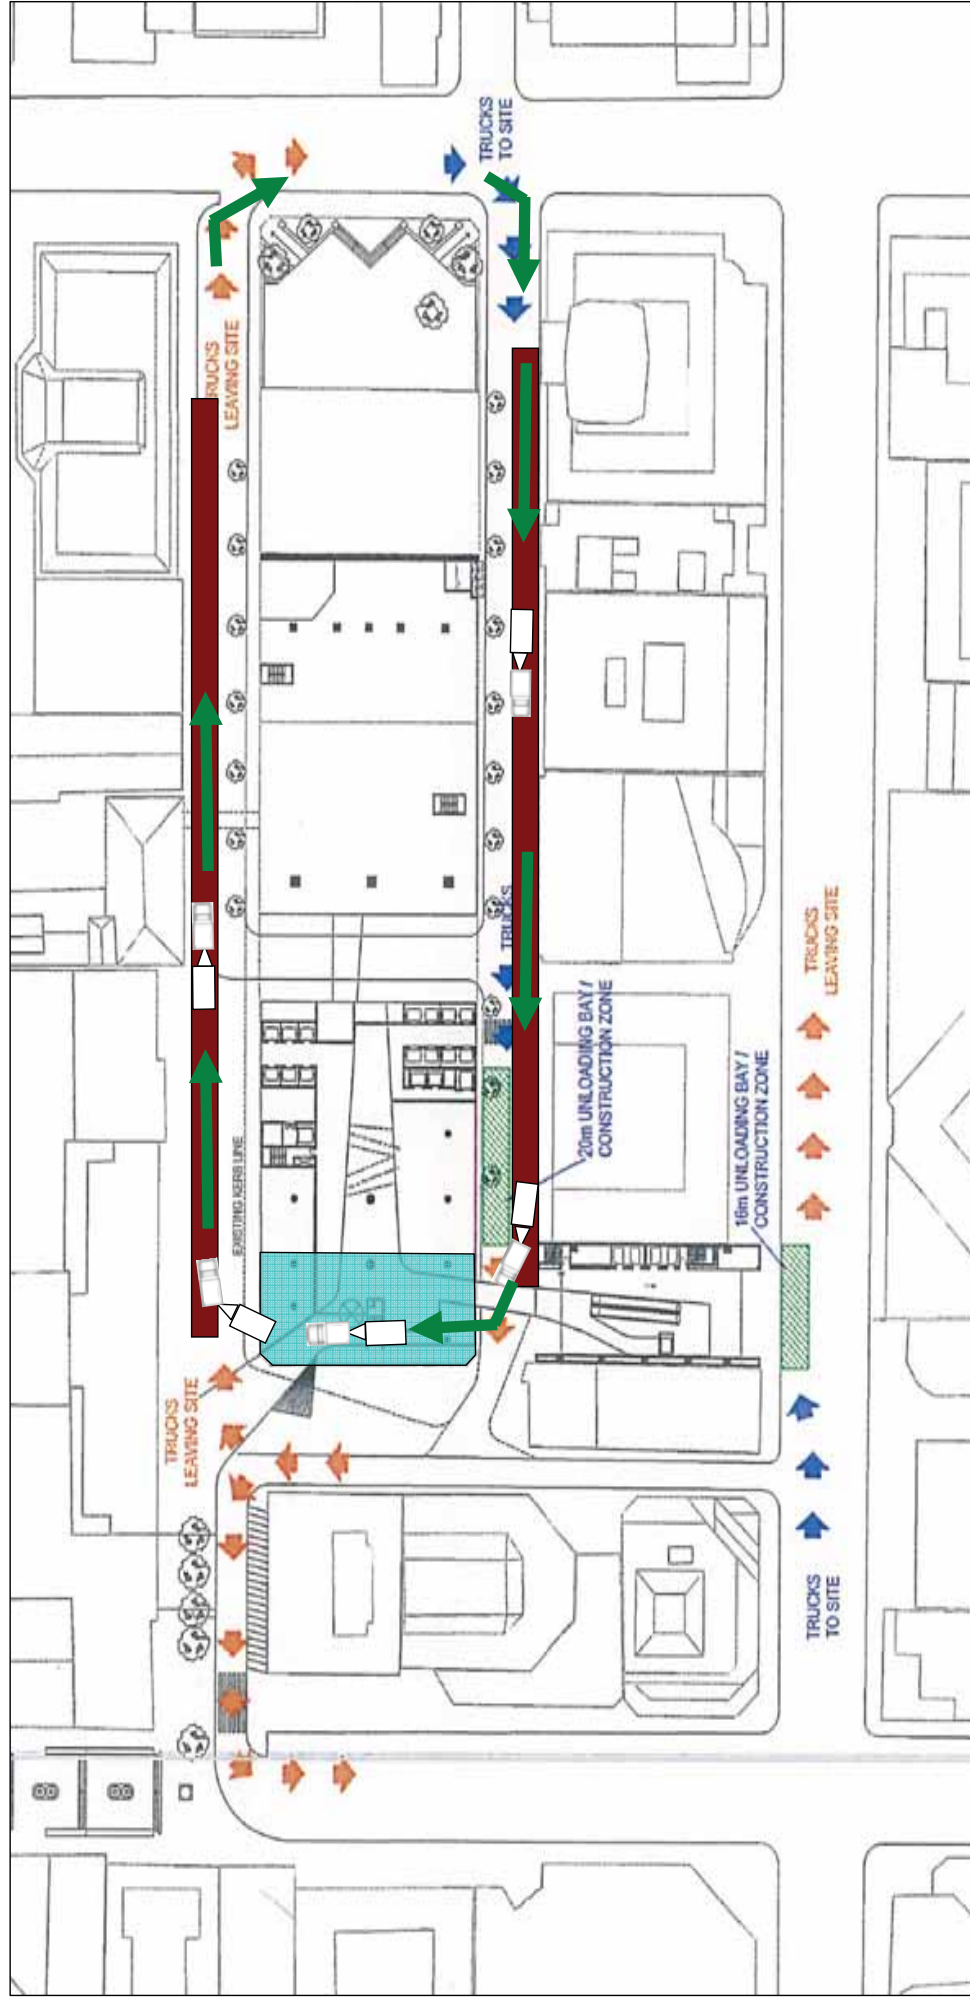 TRUCKS
TO SITE
RUCKS
LEAVING SITE
TRUCKS
20m UNLOADING BAY /
CONSTRUCTION ZONE
TRUCKS
LEAVING SITE
16m UNLOADING BAY /
CONSTRUCTION ZONE
EXISTING KERB LINE
TRUCKS
LEAVING SITE
TRUCKS
TO SITE